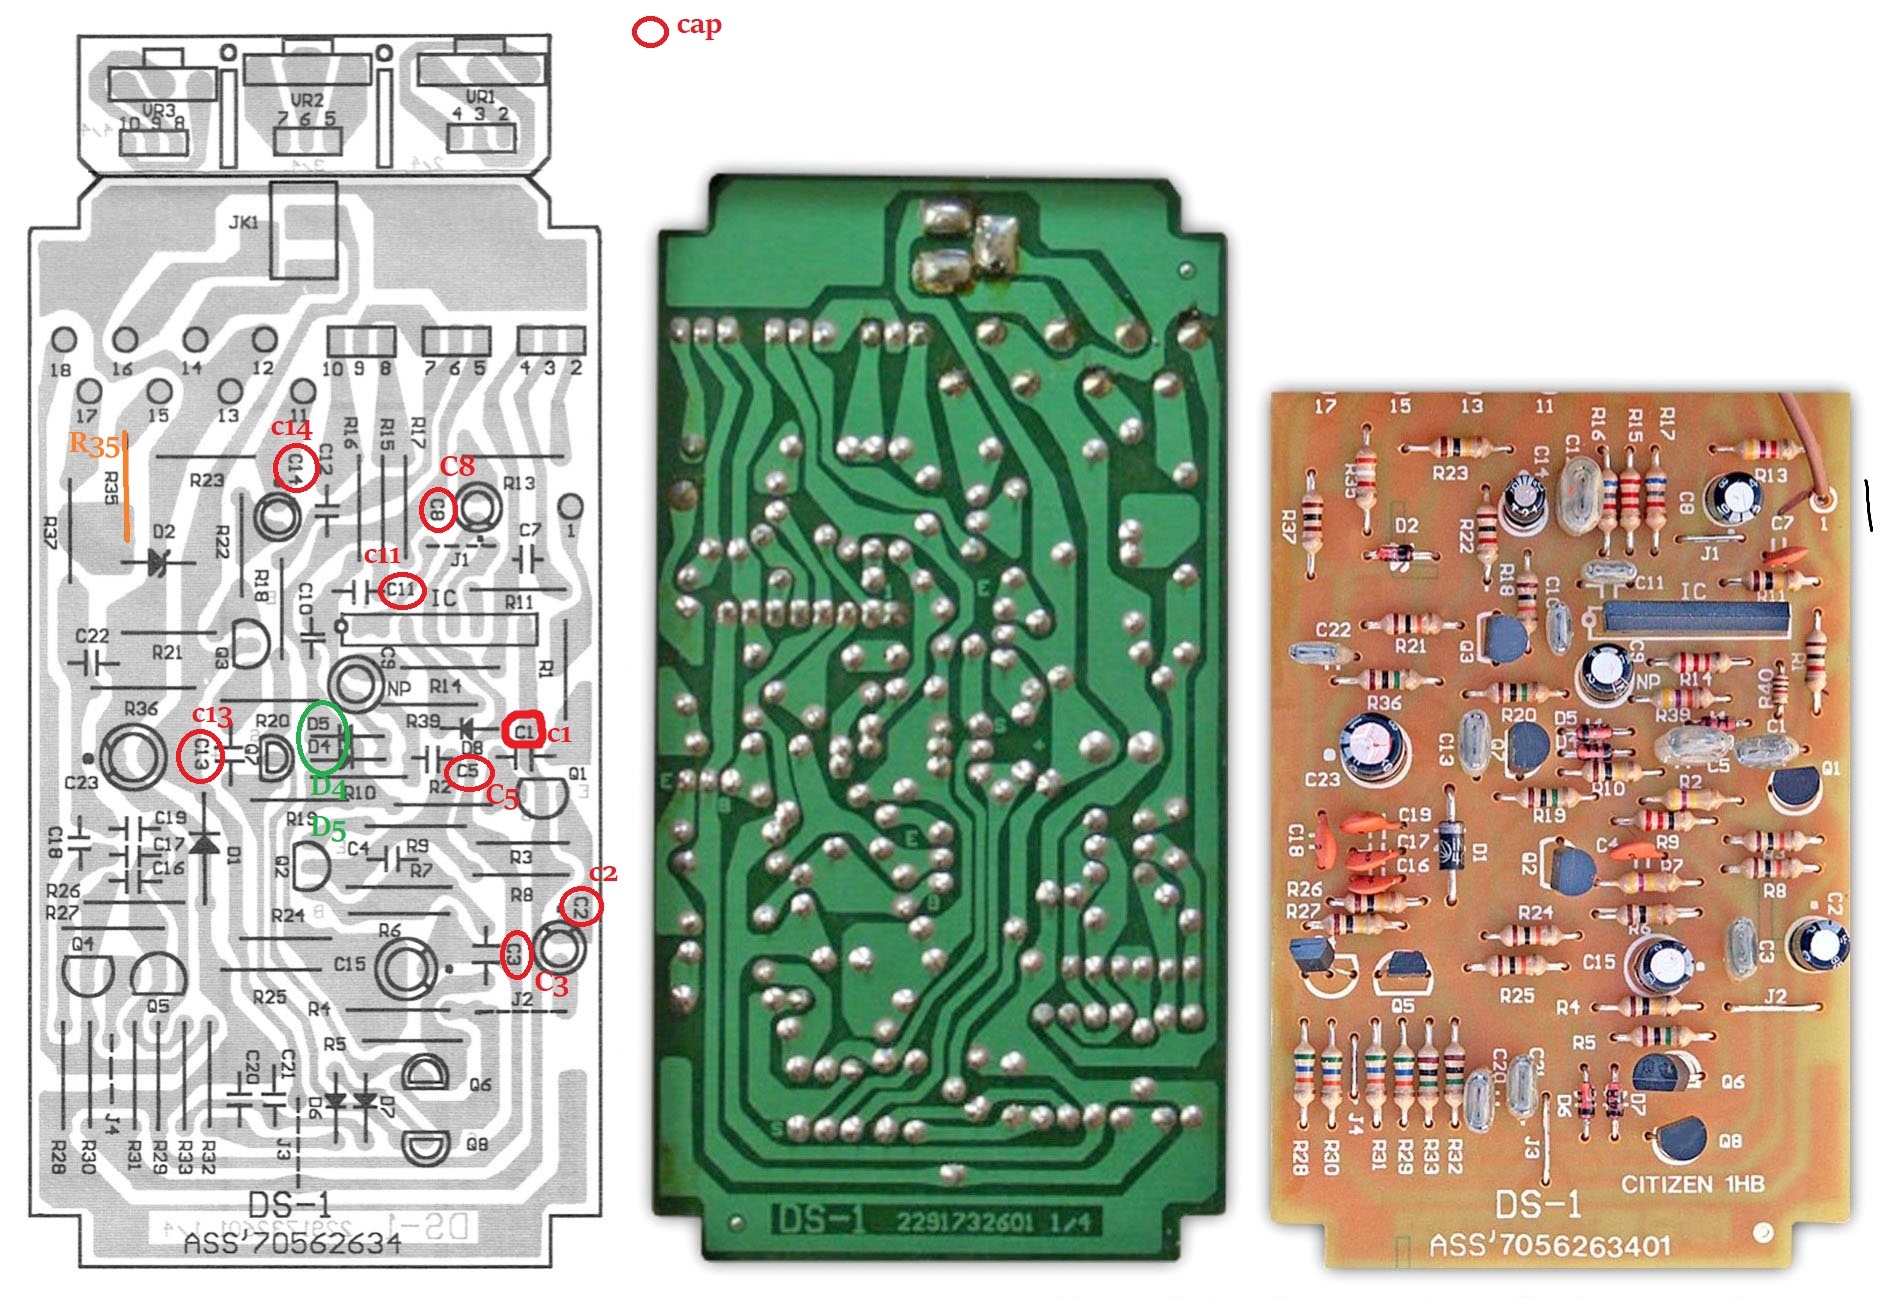 cap
VR3
VR2
VR1
10 9 8
7 6 5
4 3 2
JK1
18
16
14
12
10 9 8
7 6 5
4 3 2
17
15
13
11
R35
R35
R37
R23
c14
C14
C12
R16
R15
R17
C8
C8
R13
1
D2
R22
R18
C10
c11
C11
J1
C7
IC
R11
C22
R21
Q3
C9
NP
R14
R1
R36
c13
C13
R20
Q7
D5
D4
D4
D5
R39
D8
C1
c1
C5
C5
C23
R10
R2
Q1
R19
C18
C19
C17
C16
D1
Q2
C4
R9
R7
R3
R8
c2
C2
R26
R27
R24
R6
Q4
Q5
C15
C3
C3
R25
R4
J2
R5
C20
C21
D6
D7
Q6
Q8
J4
J3
R28
R30
R31
R29
R33
R32
DS-1
DS-1 2291732601 1/4
ASS'70562634
E
S
E
B
E
E
B
S
DS-1 2291732601 1/4
17
15
13
11
R37
R35
R23
C14
C1
R16
R15
R17
C8
R13
D2
R22
J1
C7
1
R18
C10
C11
IC
R11
C22
R21
Q3
C9
NP
R14
R40
R1
R36
R20
D5
R39
C1
C13
Q7
C5
C23
R10
R2
Q1
R19
C18
C19
C17
C16
D1
Q2
C4
R9
R7
R8
R26
R27
R24
R6
C2
Q5
C15
C3
R25
R4
J2
R5
C20
D6
D7
Q6
Q8
J4
J3
R28
R30
R31
R29
R33
R32
CITIZEN 1HB
DS-1
ASS'7056263401